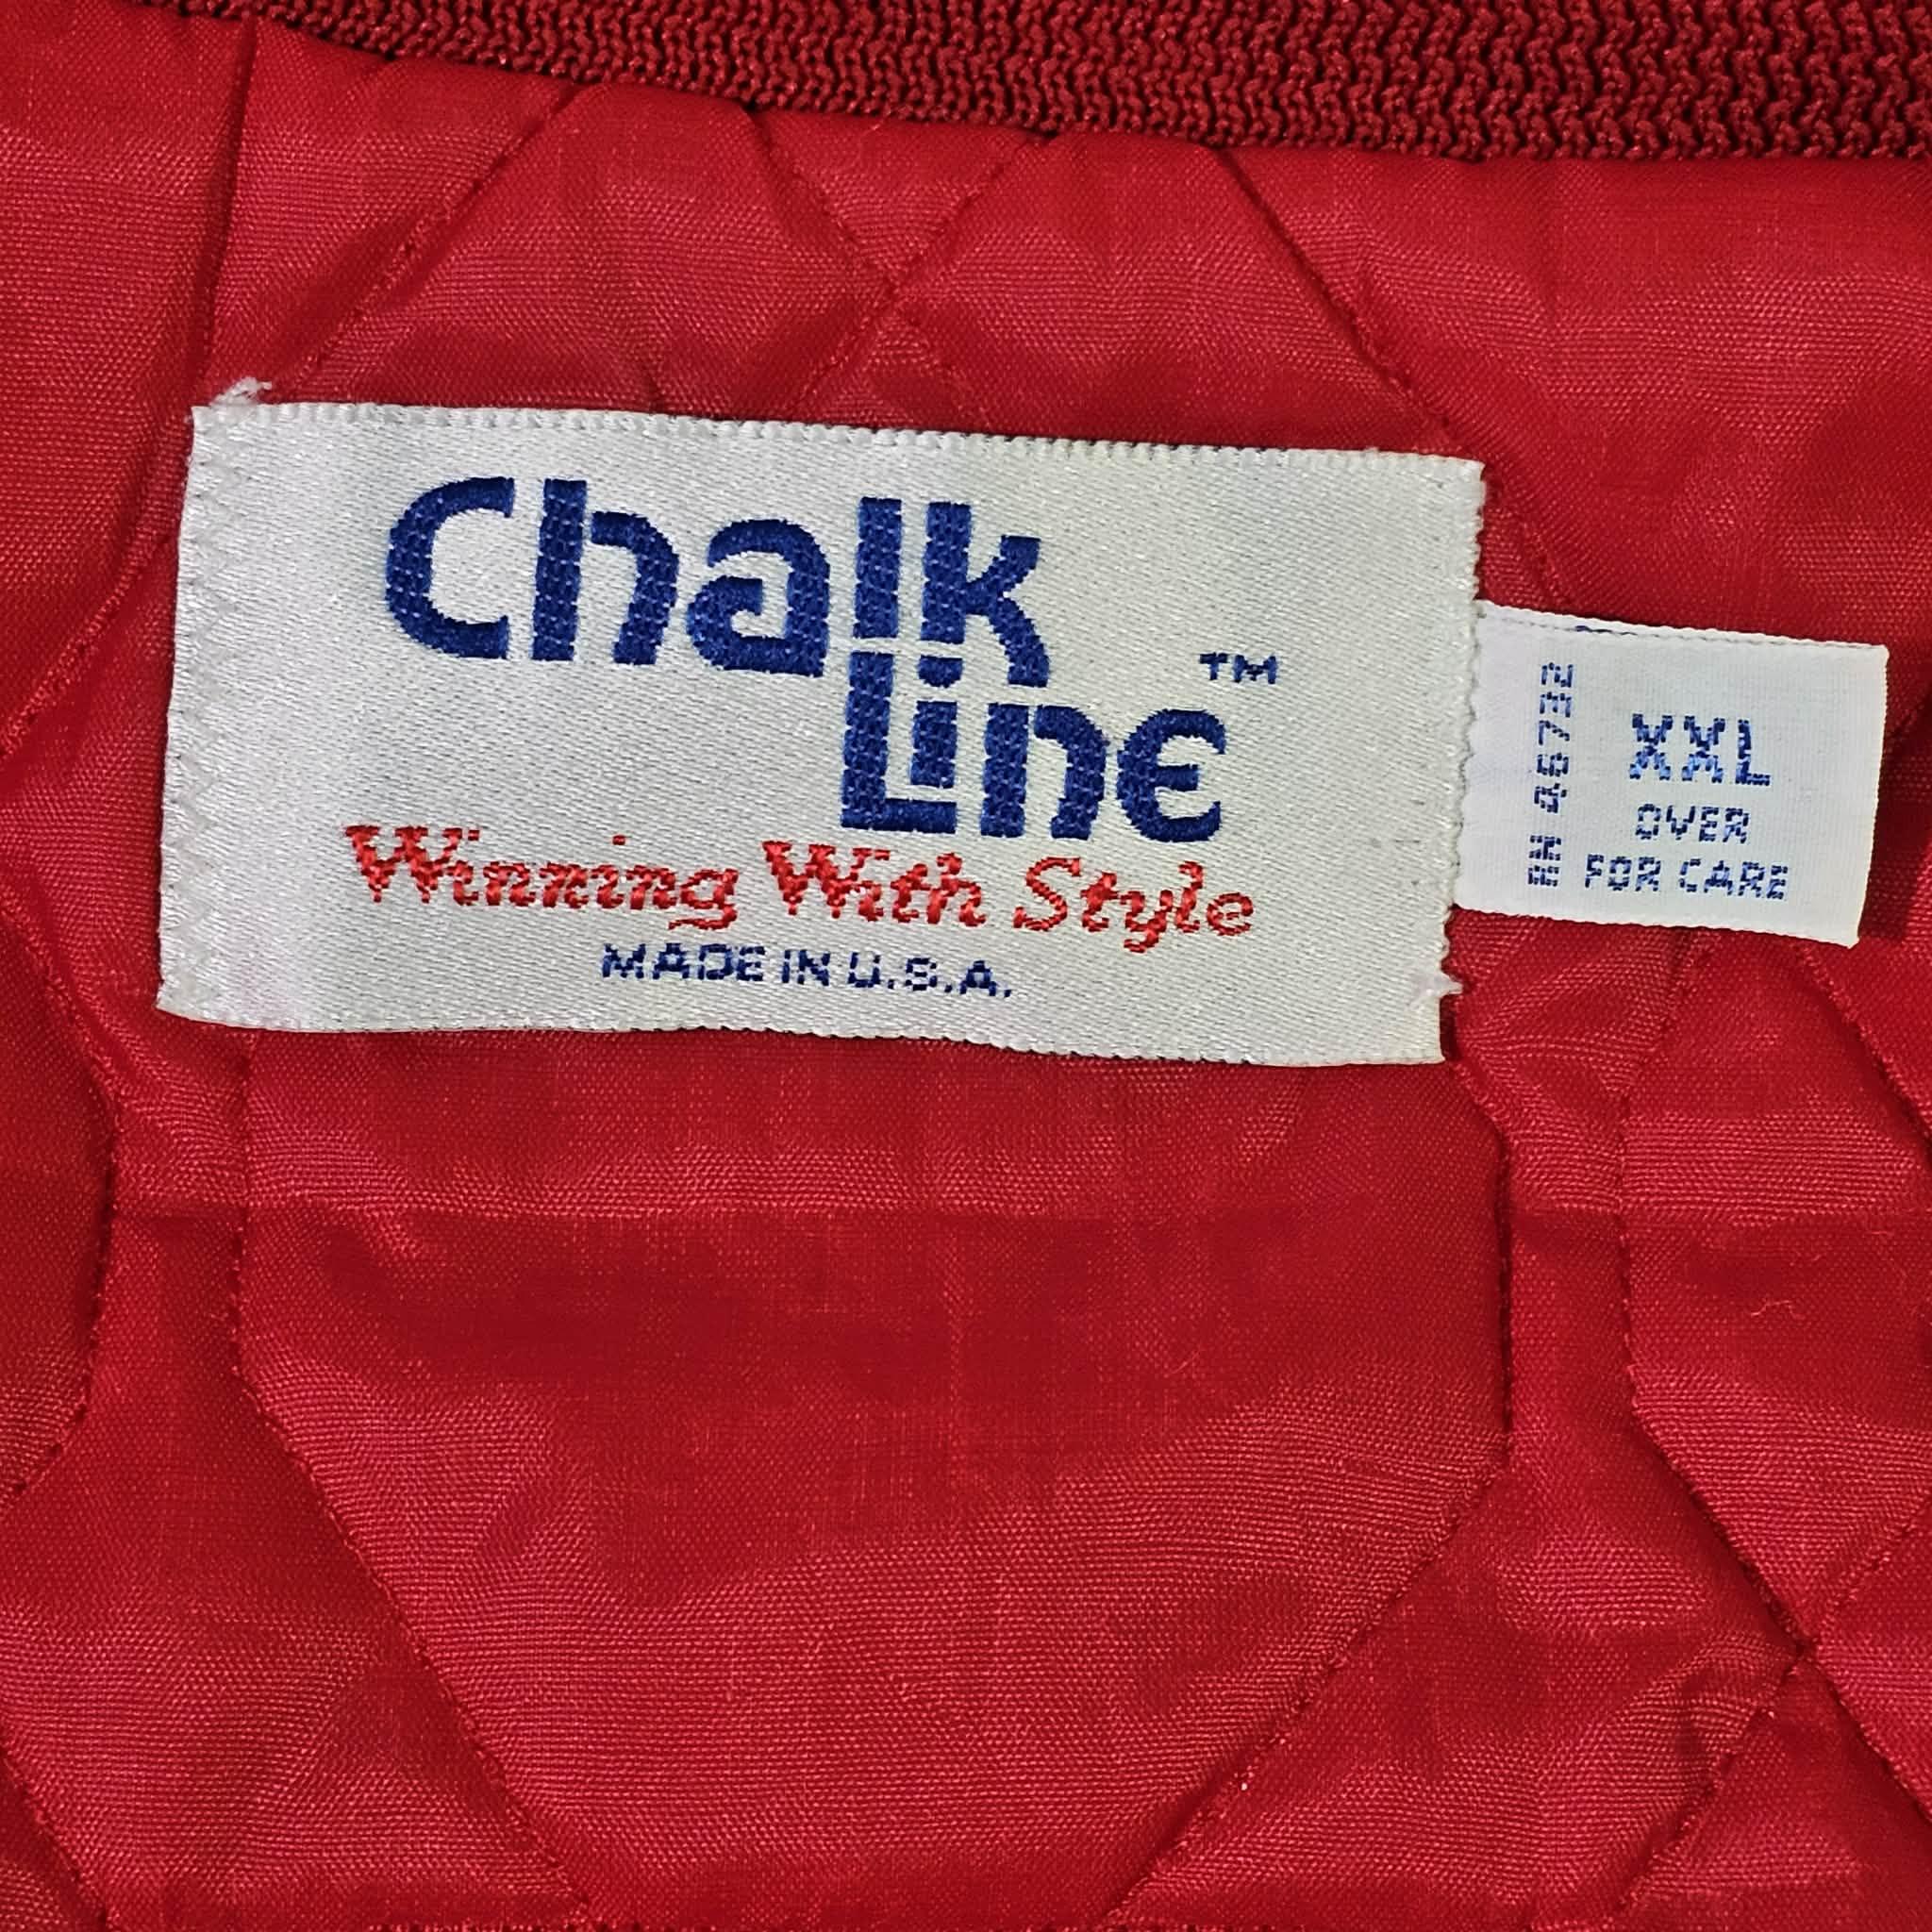 Chalk
Line
™
Winning With Style
MADE IN U.S.A.
RN 46732
XXL
OVER
FOR CARE